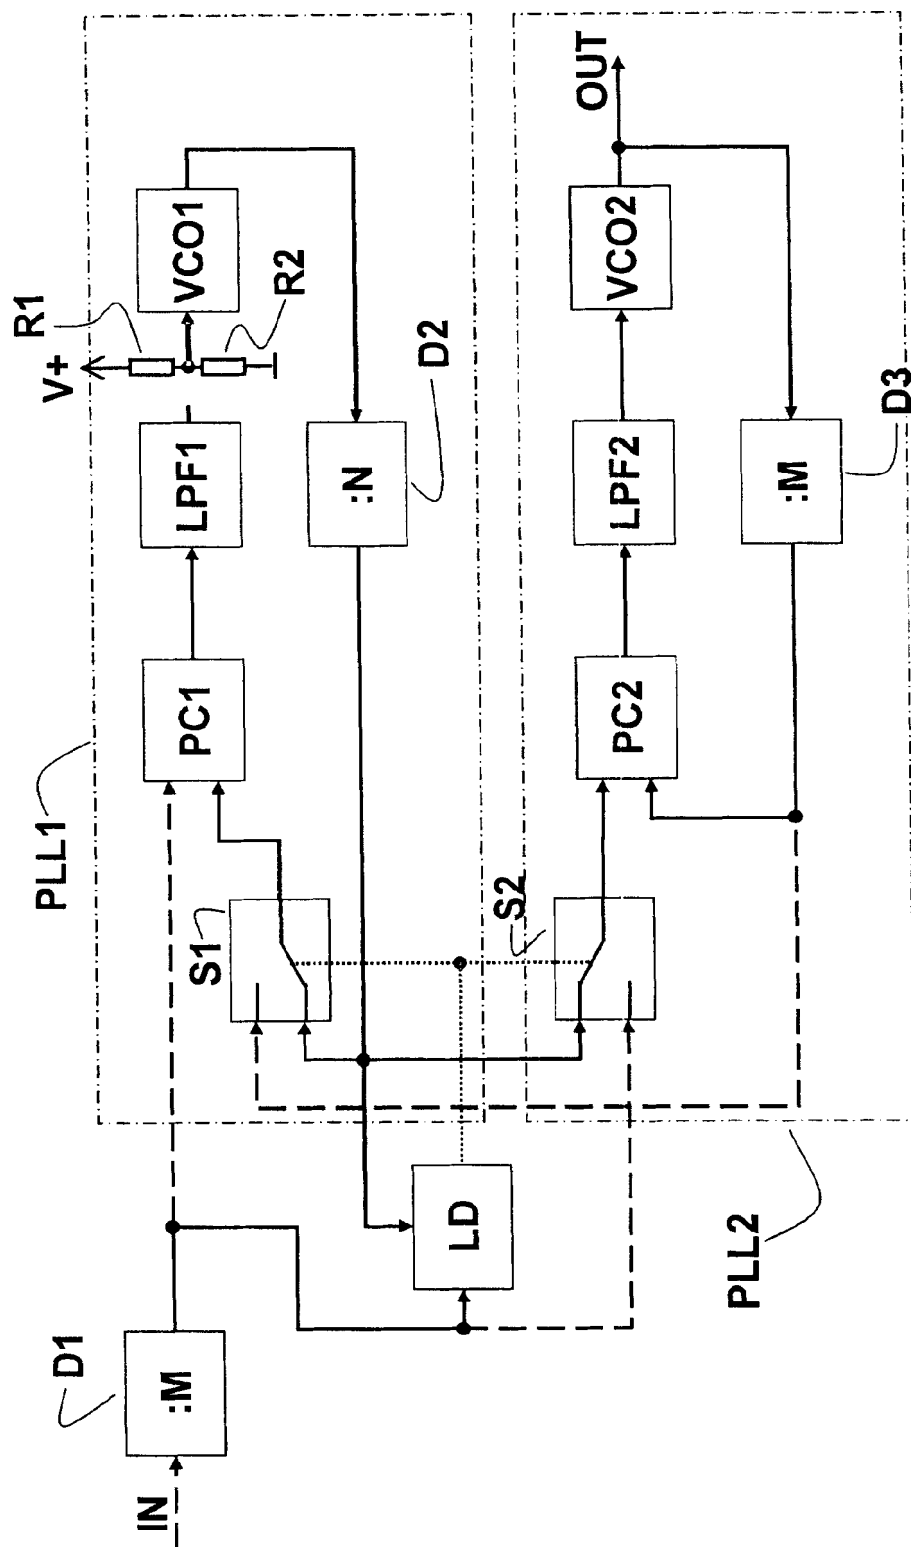 IN
D1
:M
PLL1
S1
PC1
LPF1
V+
R1
VCO1
R2
:N
D2
LD
PLL2
S2
PC2
LPF2
VCO2
OUT
:M
D3